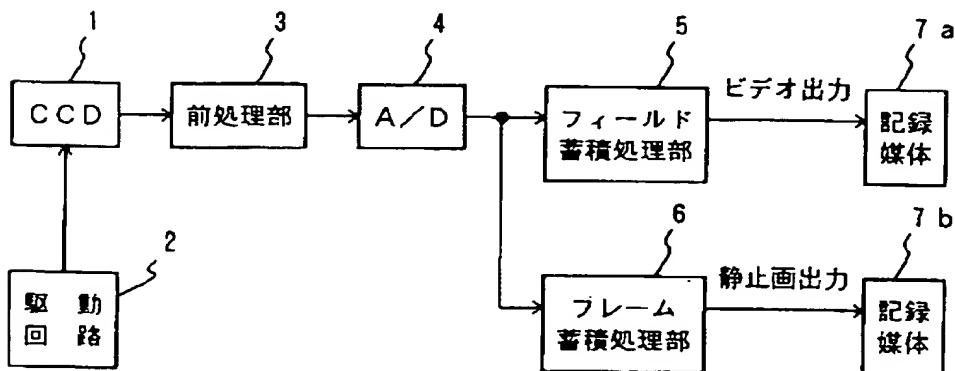 1
3
4
5
7a
CCD
前処理部
A/D
フィールド
蓄積処理部
ビデオ出力
記録
媒体
2
駆動
回路
6
フレーム
蓄積処理部
静止画出力
7b
記録
媒体